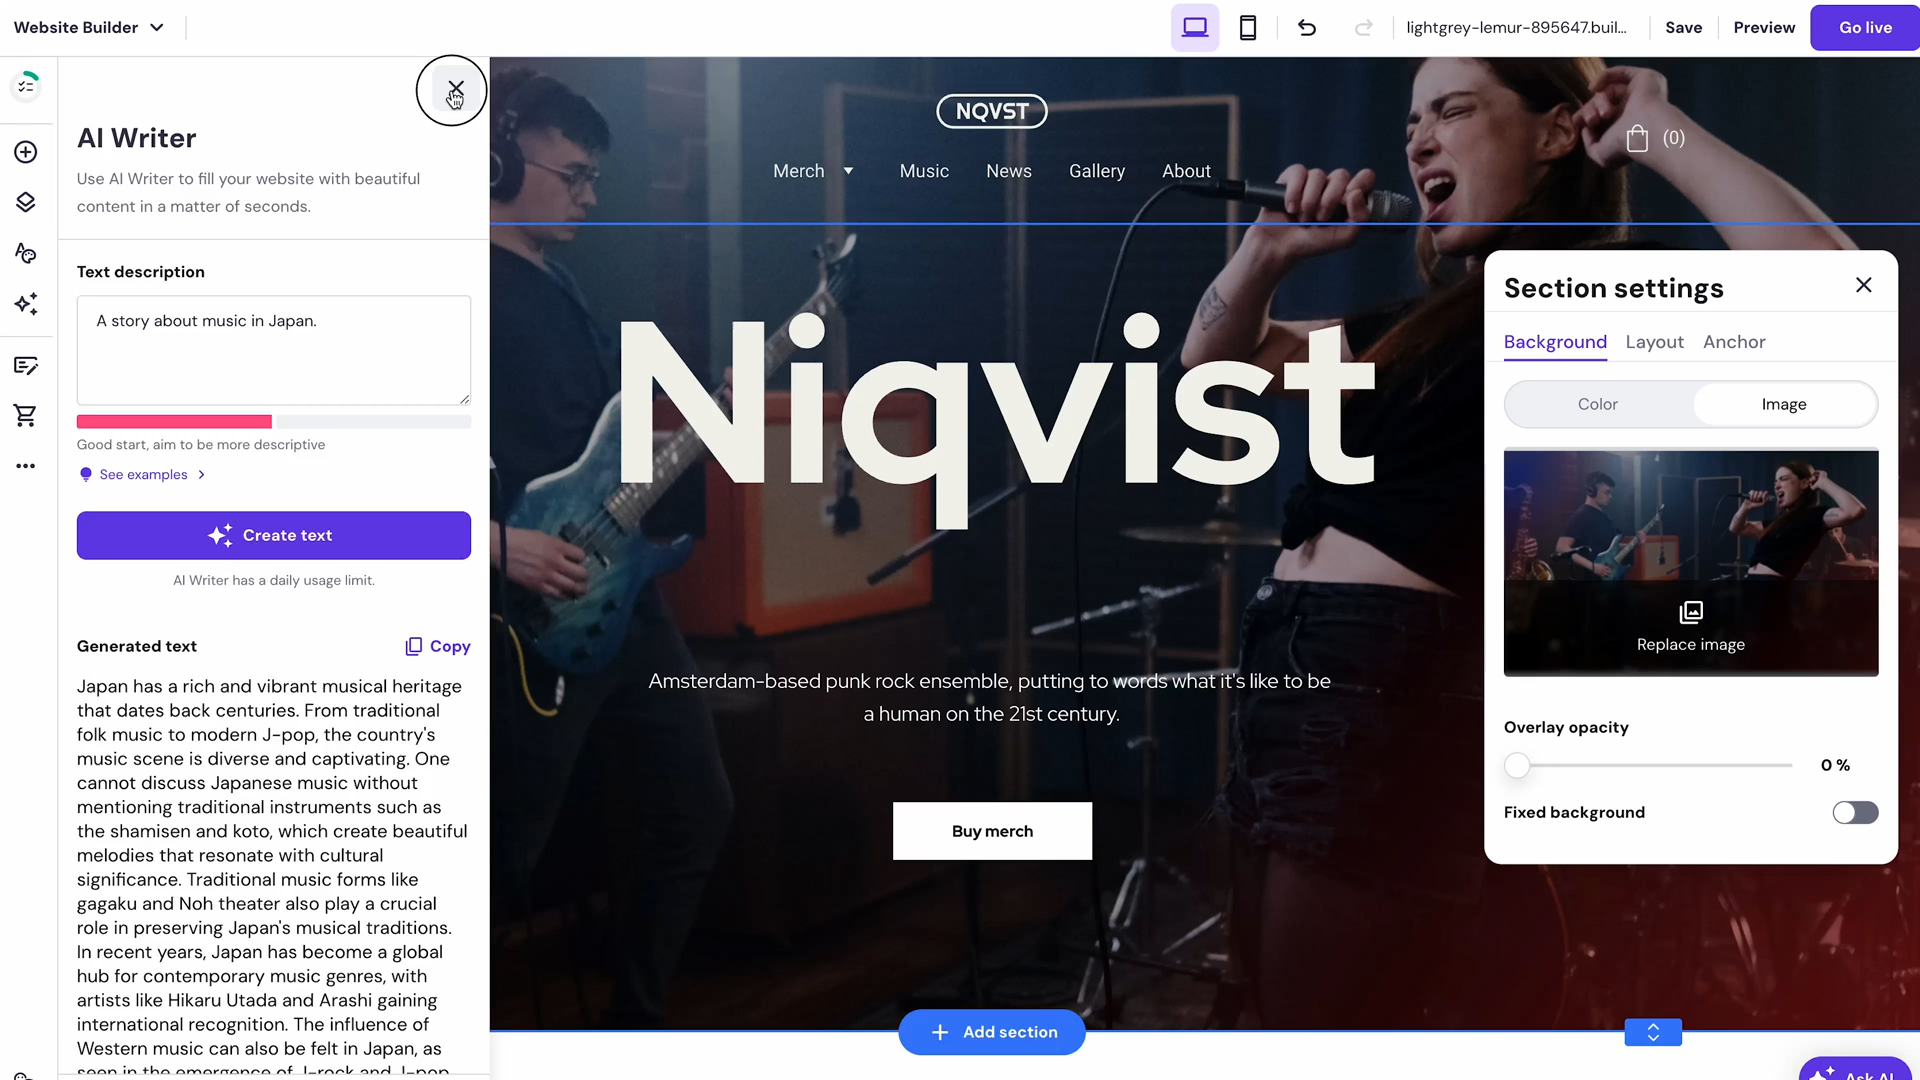 Website Builder
lightgrey-lemur-895647.buil...
Save
Preview
Go live
AI Writer
Use AI Writer to fill your website with beautiful
content in a matter of seconds.
Text description
A story about music in Japan.
Good start, aim to be more descriptive
See examples
Create text
AI Writer has a daily usage limit.
Generated text
Copy
Japan has a rich and vibrant musical heritage
that dates back centuries. From traditional
folk music to modern J-pop, the country's
music scene is diverse and captivating. One
cannot discuss Japanese music without
mentioning traditional instruments such as
the shamisen and koto, which create beautiful
melodies that resonate with cultural
significance. Traditional music forms like
gagaku and Noh theater also play a crucial
role in preserving Japan's musical traditions.
In recent years, Japan has become a global
hub for contemporary music genres, with
artists like Hikaru Utada and Arashi gaining
international recognition. The influence of
Western music can also be felt in Japan, as
seen in the emergence of J-rock and J-pop
NQVST
(0)
Merch
Music
News
Gallery
About
Niqvist
Amsterdam-based punk rock ensemble, putting to words what it's like to be
a human on the 21st century.
Buy merch
Add section
Section settings
Background
Layout
Anchor
Color
Image
Replace image
Overlay opacity
0 %
Fixed background
Ask AI